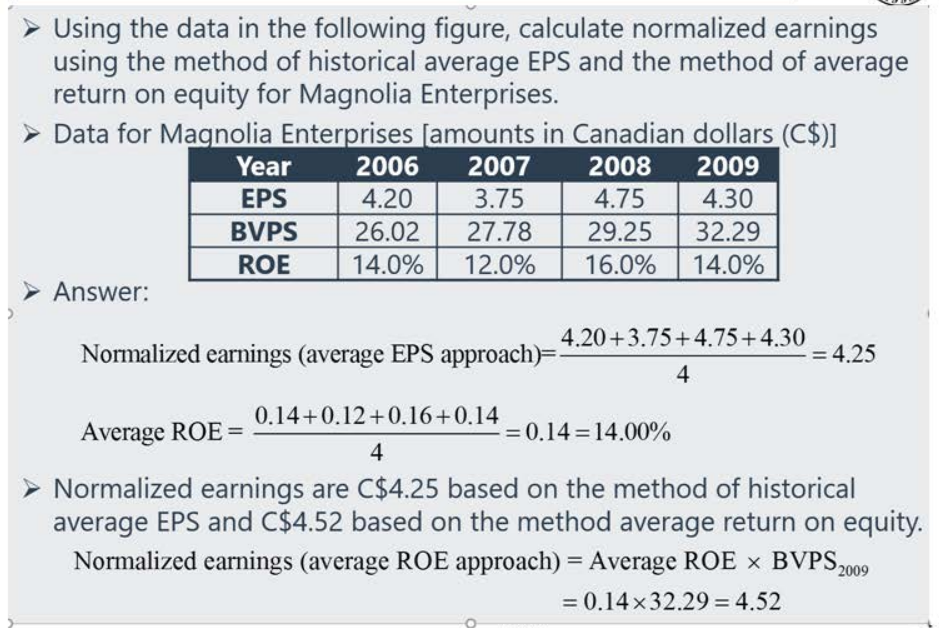 ➢ Using the data in the following figure, calculate normalized earnings
using the method of historical average EPS and the method of average
return on equity for Magnolia Enterprises.
➢ Data for Magnolia Enterprises [amounts in Canadian dollars (C$)]
Year 2006 2007 2008 2009
EPS 4.20 3.75 4.75 4.30
BVPS 26.02 27.78 29.25 32.29
ROE 14.0% 12.0% 16.0% 14.0%
➢ Answer:
Normalized earnings (average EPS approach)= (4.20+3.75+4.75+4.30)/4 = 4.25
Average ROE = (0.14+0.12+0.16+0.14)/4 = 0.14 = 14.00%
➢ Normalized earnings are C$4.25 based on the method of historical
average EPS and C$4.52 based on the method average return on equity.
Normalized earnings (average ROE approach) = Average ROE × BVPS₂₀₀₉
= 0.14×32.29 = 4.52